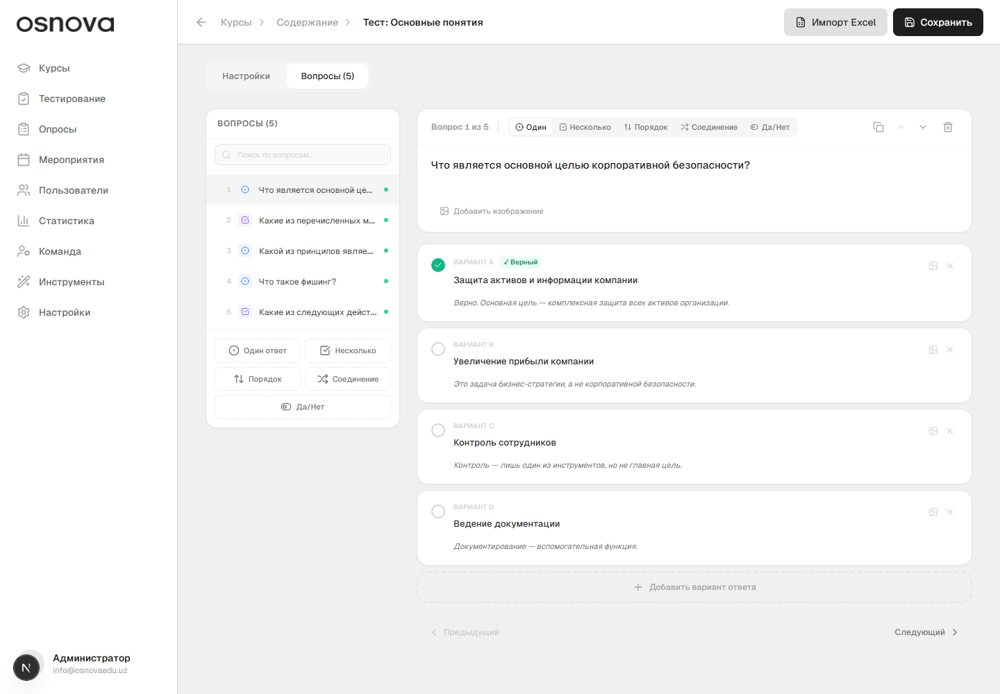 osnova
Курсы
Тестирование
Опросы
Мероприятия
Пользователи
Статистика
Команда
Инструменты
Настройки
N
Администратор
info@osnovaedu.uz
Курсы
Содержание
Тест: Основные понятия
Импорт Excel
Сохранить
Настройки
Вопросы (5)
ВОПРОСЫ (5)
Поиск по вопросам...
1 Что является основной це...
2 Какие из перечисленных м...
3 Какой из принципов являе...
4 Что такое фишинг?
5 Какие из следующих дейст...
Один ответ
Несколько
Порядок
Соединение
Да/Нет
Вопрос 1 из 5
Один
Несколько
Порядок
Соединение
Да/Нет
Что является основной целью корпоративной безопасности?
Добавить изображение
ВАРИАНТ A ✓ Верный
Защита активов и информации компании
Верно. Основная цель — комплексная защита всех активов организации.
ВАРИАНТ B
Увеличение прибыли компании
Это задача бизнес-стратегии, а не корпоративной безопасности.
ВАРИАНТ C
Контроль сотрудников
Контроль — лишь один из инструментов, но не главная цель.
ВАРИАНТ D
Ведение документации
Документирование — вспомогательная функция.
Добавить вариант ответа
Предыдущий
Следующий